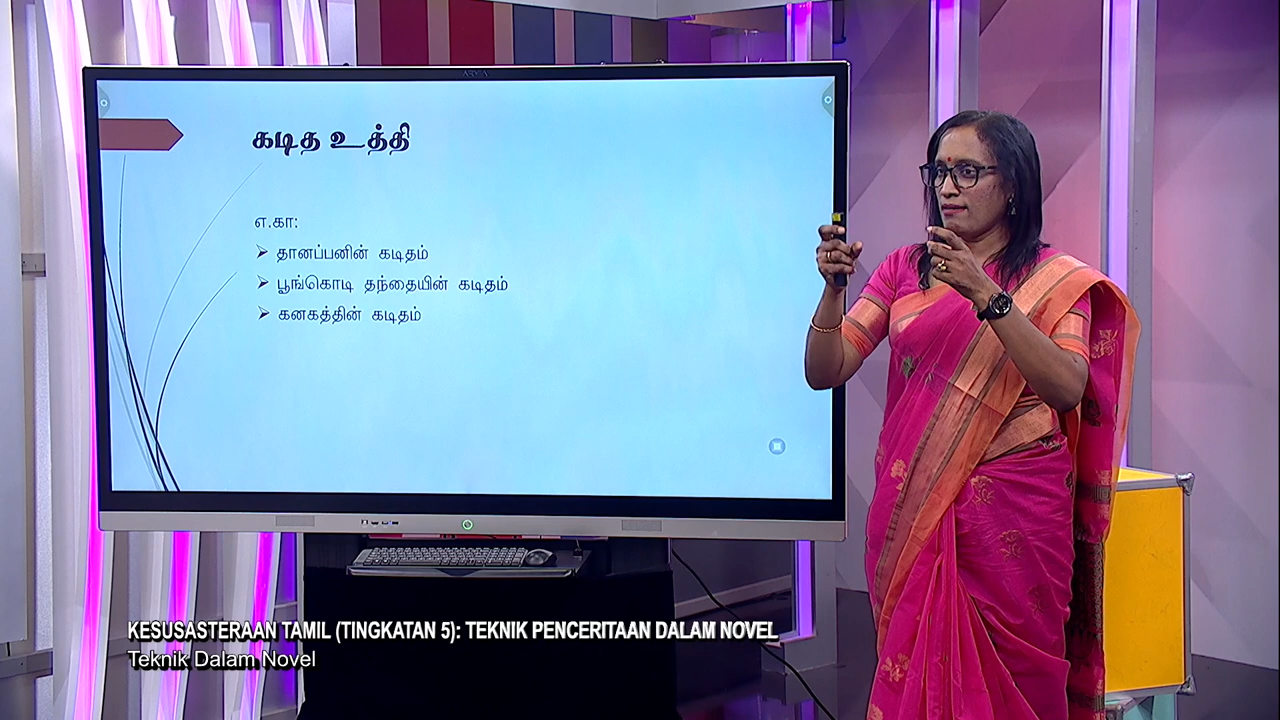 கடித உத்தி
எ.கா:
➢ தானப்பனின் கடிதம்
➢ பூங்கொடி தந்தையின் கடிதம்
➢ கனகத்தின் கடிதம்
KESUSASTERAAN TAMIL (TINGKATAN 5): TEKNIK PENCERITAAN DALAM NOVEL
Teknik Dalam Novel